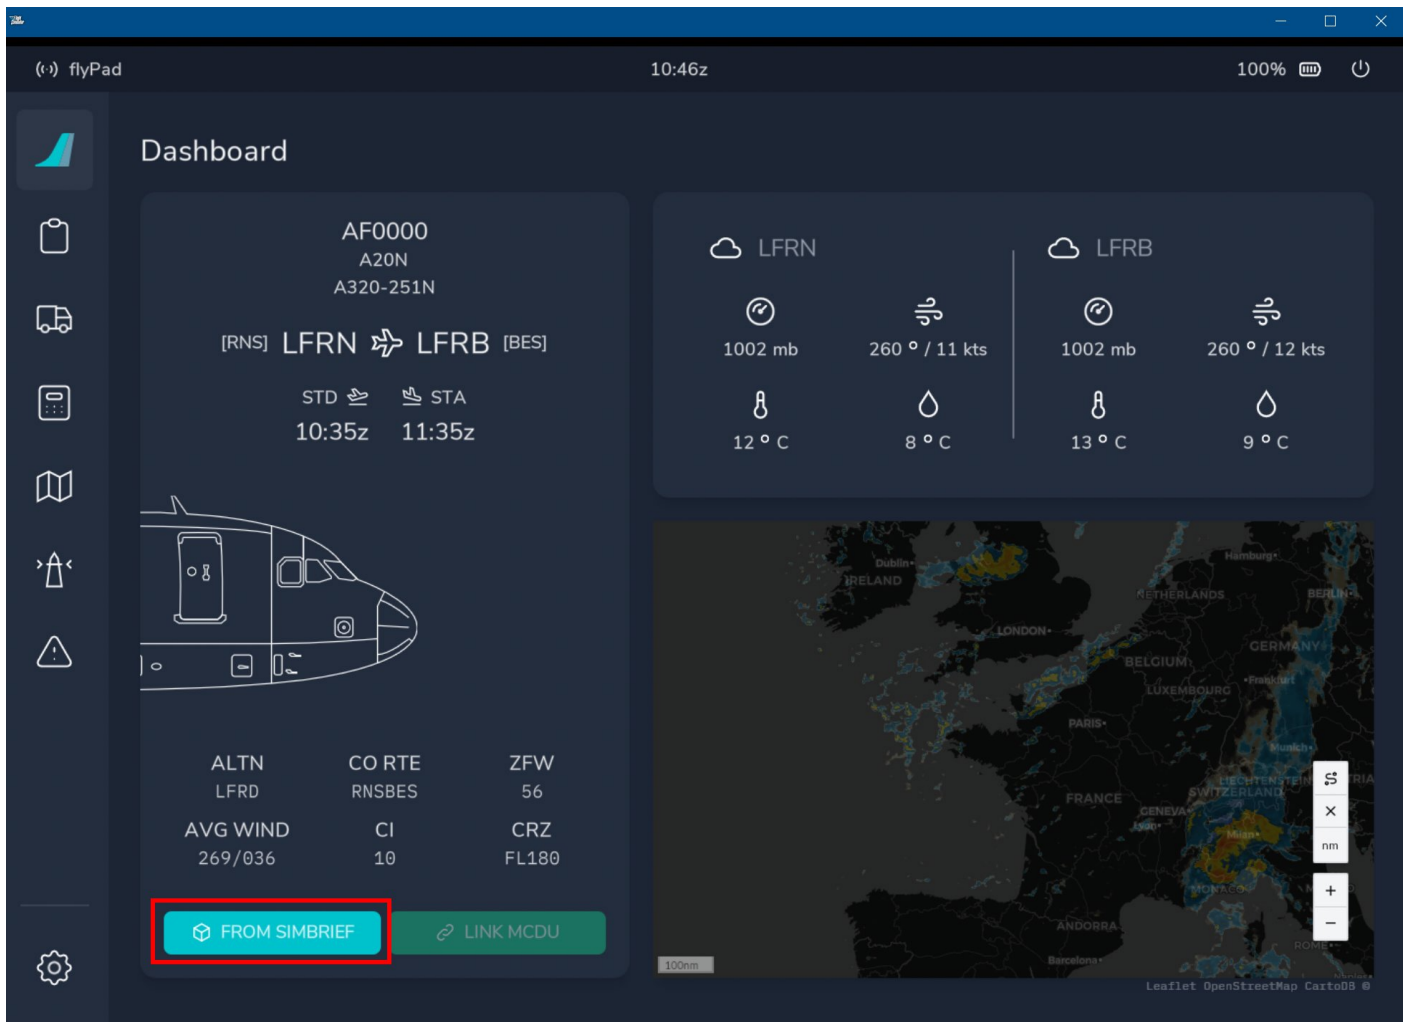 flyPad
10:46z
100%
Dashboard
AF0000
A20N
A320-251N
[RNS] LFRN LFRB [BES]
STD STA
10:35z 11:35z
ALTN CO RTE ZFW
LFRD RNSBES 56
AVG WIND CI CRZ
269/036 10 FL180
FROM SIMBRIEF
LINK MCDU
LFRN
1002 mb 260 ° / 11 kts
12 ° C 8 ° C
LFRB
1002 mb 260 ° / 12 kts
13 ° C 9 ° C
Hamburg
Dublin
IRELAND
NETHERLANDS
BERLIN
LONDON
GERMANY
BELGIUM
Frankfurt
LUXEMBOURG
PARIS
Munich
LIECHTENSTEIN
SWITZERLAND
FRANCE
GENEVA
Lyon
Milan
nm
MONACO
+
−
ANDORRA
ROME
Barcelona
100nm
Naples
Leaflet OpenStreetMap CartoDB ©